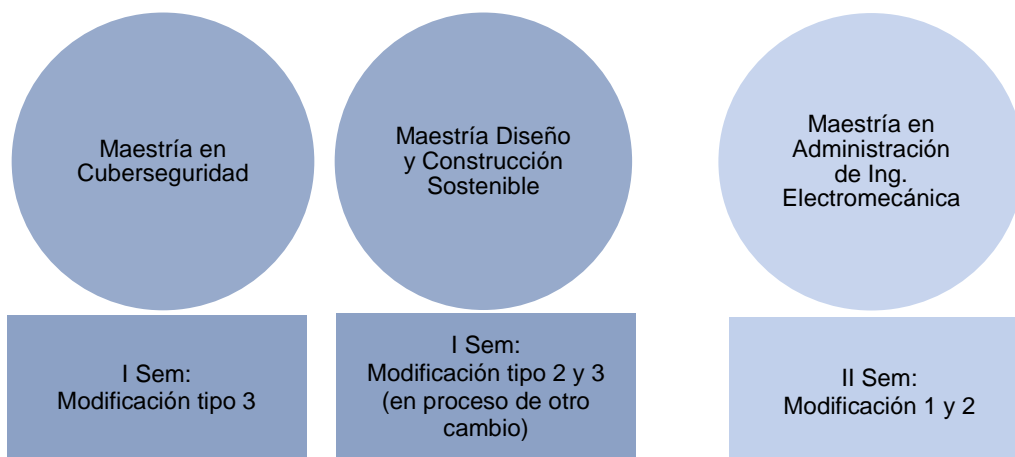 Maestría en
Cuberseguridad
Maestría Diseño
y Construcción
Sostenible
Maestría en
Administración
de Ing.
Electromecánica
I Sem:
Modificación tipo 3
I Sem:
Modificación tipo 2 y 3
(en proceso de otro
cambio)
II Sem:
Modificación 1 y 2